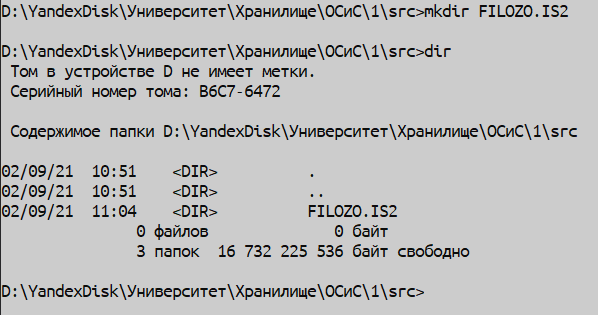 D:\YandexDisk\Университет\Хранилище\ОСиС\1\src>mkdir FILOZO.IS2
D:\YandexDisk\Университет\Хранилище\ОСиС\1\src>dir
Том в устройстве D не имеет метки.
Серийный номер тома: B6C7-6472
Содержимое папки D:\YandexDisk\Университет\Хранилище\ОСиС\1\src
02/09/21  10:51    <DIR>          .
02/09/21  10:51    <DIR>          ..
02/09/21  11:04    <DIR>          FILOZO.IS2
0 файлов              0 байт
3 папок  16 732 225 536 байт свободно
D:\YandexDisk\Университет\Хранилище\ОСиС\1\src>